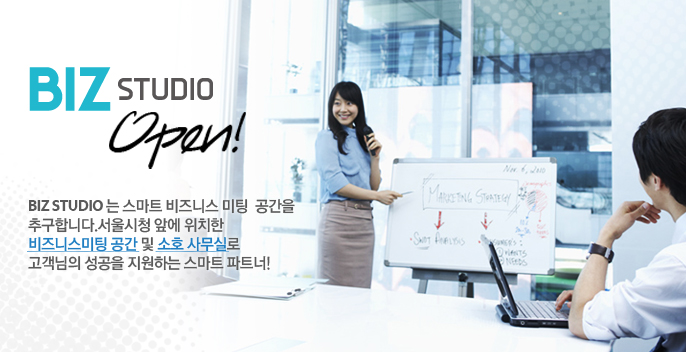 BIZ STUDIO
Open!
BIZ STUDIO 는 스마트 비즈니스 미팅 공간을
추구합니다.서울시청 앞에 위치한
비즈니스미팅 공간 및 소호 사무실로
고객님의 성공을 지원하는 스마트 파트너!
MARKETING STRATEGY
SWOT ANALYSIS